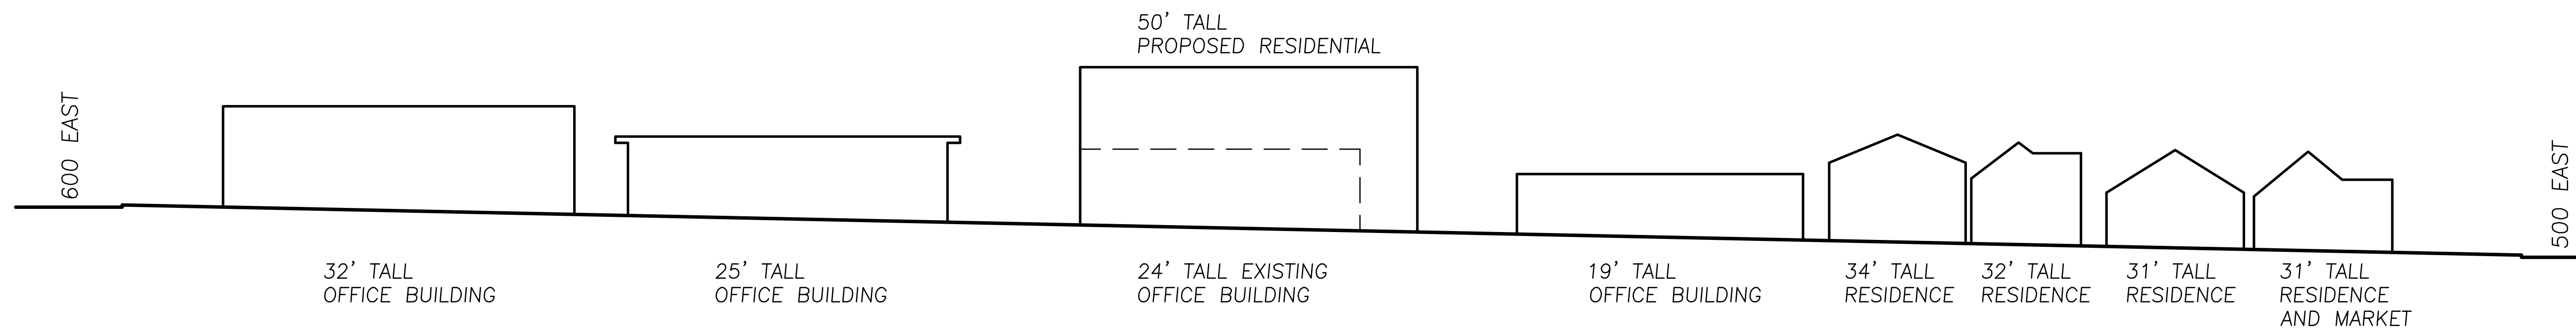 50' TALL
PROPOSED RESIDENTIAL
600 EAST
500 EAST
32' TALL
OFFICE BUILDING
25' TALL
OFFICE BUILDING
24' TALL EXISTING
OFFICE BUILDING
19' TALL
OFFICE BUILDING
34' TALL
RESIDENCE
32' TALL
RESIDENCE
31' TALL
RESIDENCE
31' TALL
RESIDENCE
AND MARKET